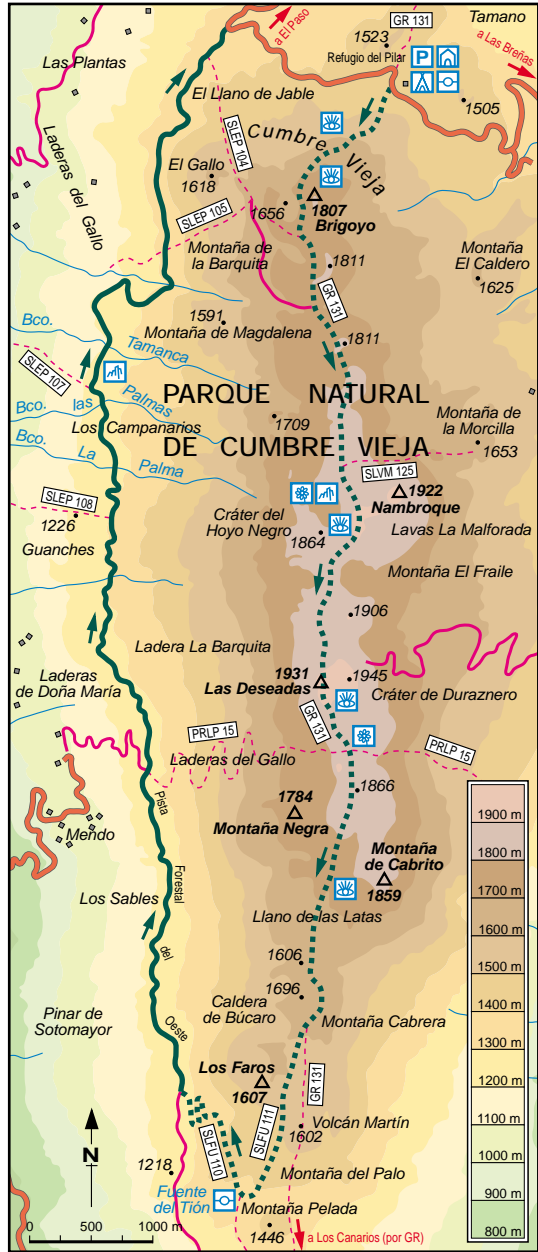 1523
GR 131
Tamano
a El Paso
a Las Breñas
Refugio del Pilar
P
Las Plantas
1505
El Llano de Jable
Cumbre Vieja
SLEP 104
Laderas del Gallo
El Gallo
1618
1656
1807
Brigoyo
SLEP 105
Montaña de
la Barquita
1811
Montaña
El Caldero
1625
GR 131
1591
Montaña de Magdalena
1811
Bco. Tamanca
SLEP 107
PARQUE NATURAL
DE CUMBRE VIEJA
Bco. las Palmas
1709
Los Campanarios
Montaña de
la Morcilla
1653
Bco. La Palma
SLVM 125
1922
Nambroque
SLEP 108
1226
Cráter del
Hoyo Negro
1864
Lavas La Malforada
Guanches
Montaña El Fraile
1906
Ladera La Barquita
1931
Las Deseadas
1945
Laderas
de Doña María
Cráter de Duraznero
GR 131
PRLP 15
PRLP 15
Laderas del Gallo
1866
1784
Montaña Negra
Mendo
Pista Forestal del Oeste
Montaña
de Cabrito
1859
Los Sables
Llano de las Latas
1606
1696
Caldera
de Búcaro
Pinar de
Sotomayor
Montaña Cabrera
Los Faros
1607
GR 131
SLFU 111
SLFU 110
Volcán Martín
1602
N
1218
Montaña del Palo
Fuente
del Tión
Montaña Pelada
1446
a Los Canarios (por GR)
0 500 1000 m
1900 m
1800 m
1700 m
1600 m
1500 m
1400 m
1300 m
1200 m
1100 m
1000 m
900 m
800 m